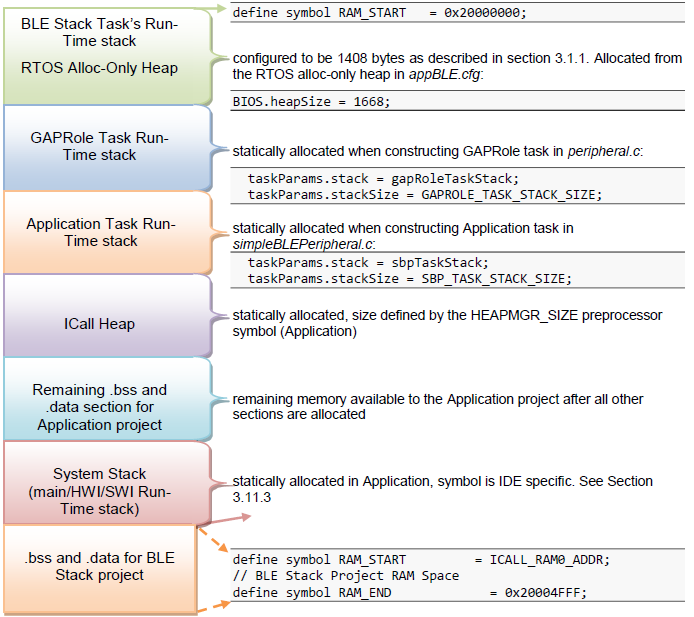 define symbol RAM_START   = 0x20000000;
BLE Stack Task's Run-
Time stack
RTOS Alloc-Only Heap
configured to be 1408 bytes as described in section 3.1.1. Allocated from
the RTOS alloc-only heap in appBLE.cfg:
BIOS.heapSize = 1668;
GAPRole Task Run-
Time stack
statically allocated when constructing GAPRole task in peripheral.c:
taskParams.stack = gapRoleTaskStack;
taskParams.stackSize = GAPROLE_TASK_STACK_SIZE;
Application Task Run-
Time stack
statically allocated when constructing Application task in
simpleBLEPeripheral.c:
taskParams.stack = sbpTaskStack;
taskParams.stackSize = SBP_TASK_STACK_SIZE;
ICall Heap
statically allocated, size defined by the HEAPMGR_SIZE preprocessor
symbol (Application)
Remaining .bss and
.data section for
Application project
remaining memory available to the Application project after all other
sections are allocated
System Stack
(main/HWI/SWI Run-
Time stack)
statically allocated in Application, symbol is IDE specific. See Section
3.11.3
.bss and .data for BLE
Stack project
define symbol RAM_START         = ICALL_RAM0_ADDR;
// BLE Stack Project RAM Space
define symbol RAM_END           = 0x20004FFF;